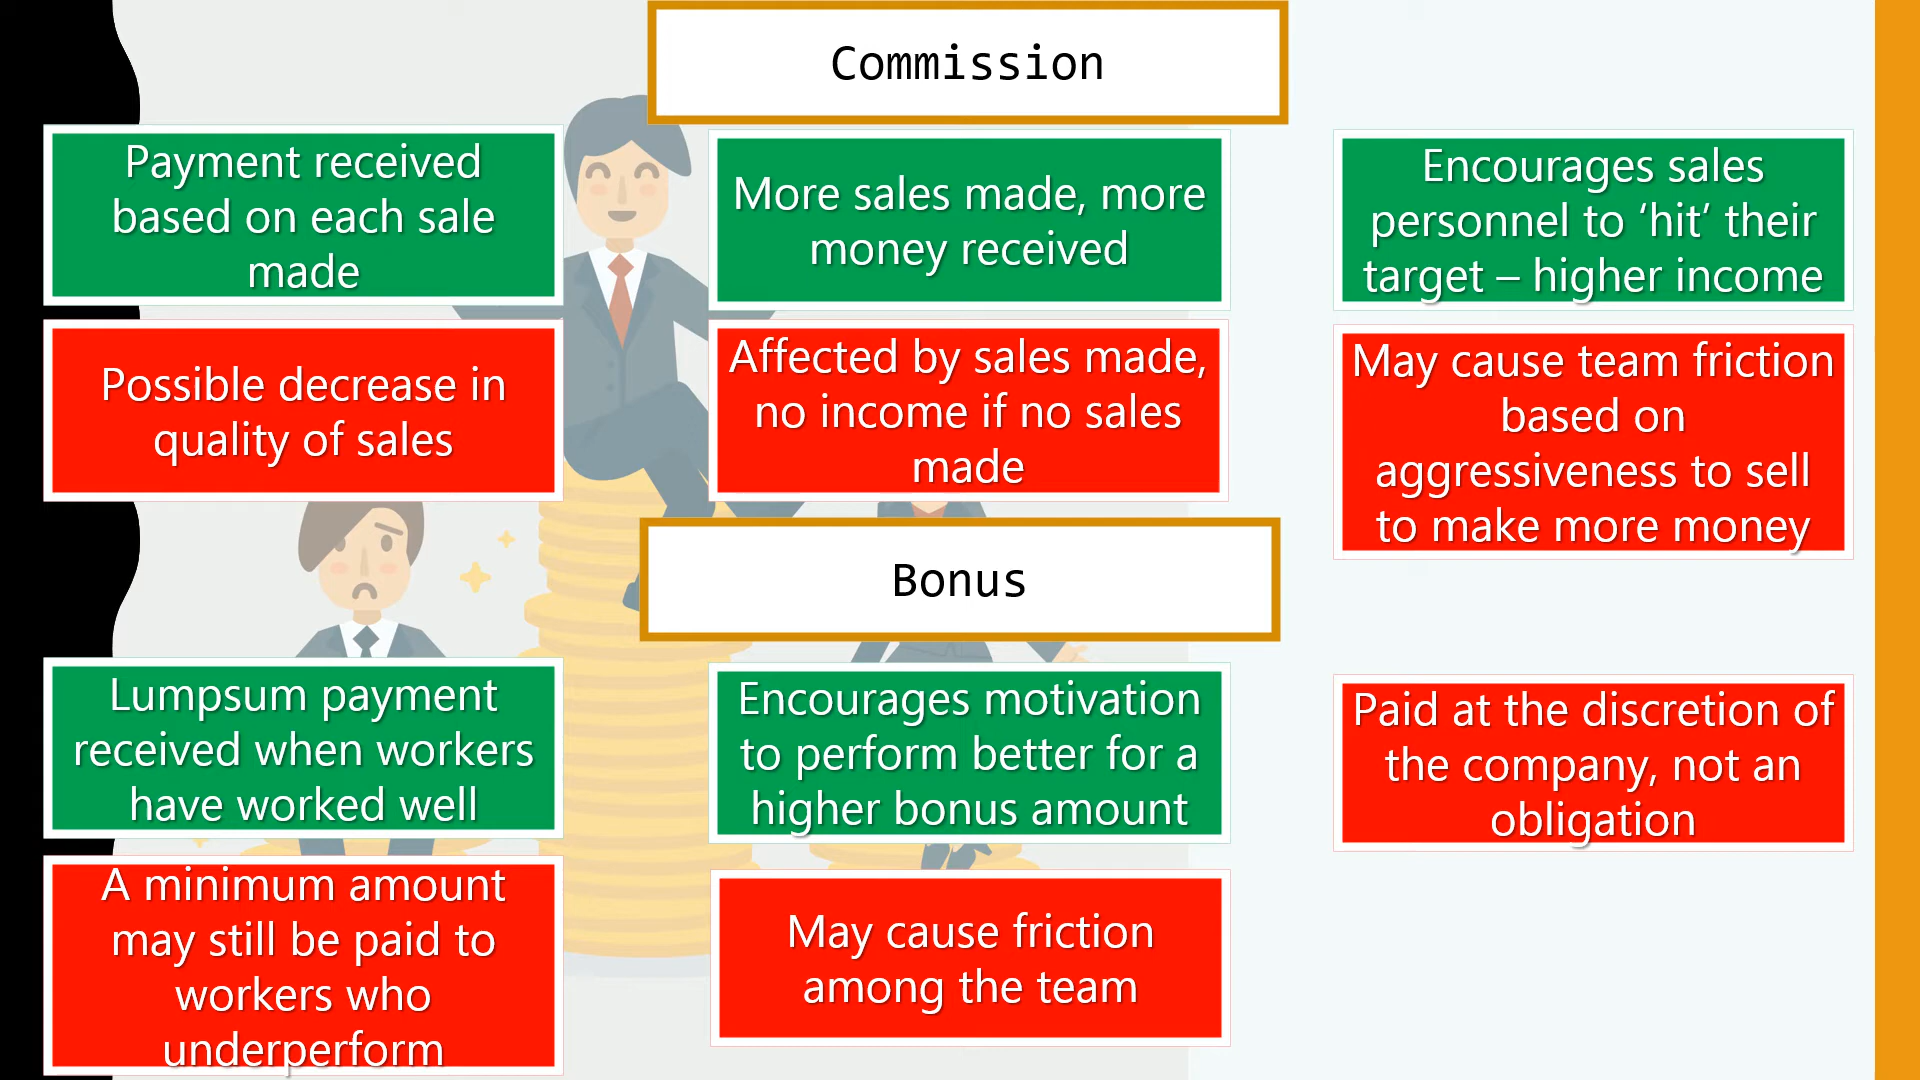 Commission
Payment received
based on each sale
made
More sales made, more
money received
Encourages sales
personnel to ‘hit’ their
target – higher income
Possible decrease in
quality of sales
Affected by sales made,
no income if no sales
made
May cause team friction
based on
aggressiveness to sell
to make more money
Bonus
Lumpsum payment
received when workers
have worked well
Encourages motivation
to perform better for a
higher bonus amount
Paid at the discretion of
the company, not an
obligation
A minimum amount
may still be paid to
workers who
underperform
May cause friction
among the team